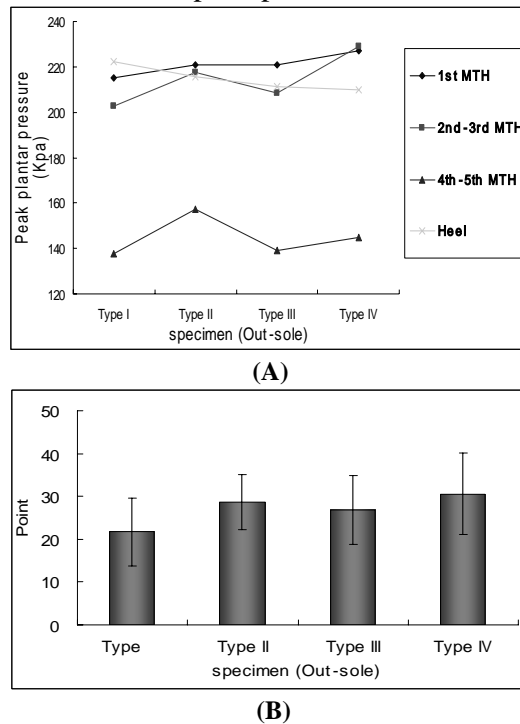 (A)
240
220
200
180
160
140
120
Peak plantar pressure
(Kpa)
Type I Type II Type III Type IV
specimen (Out-sole)
1st MTH
2nd-3rd MTH
4th-5th MTH
Heel
(A)
50
40
30
20
10
0
Point
Type Type II Type III Type IV
specimen (Out-sole)
(B)